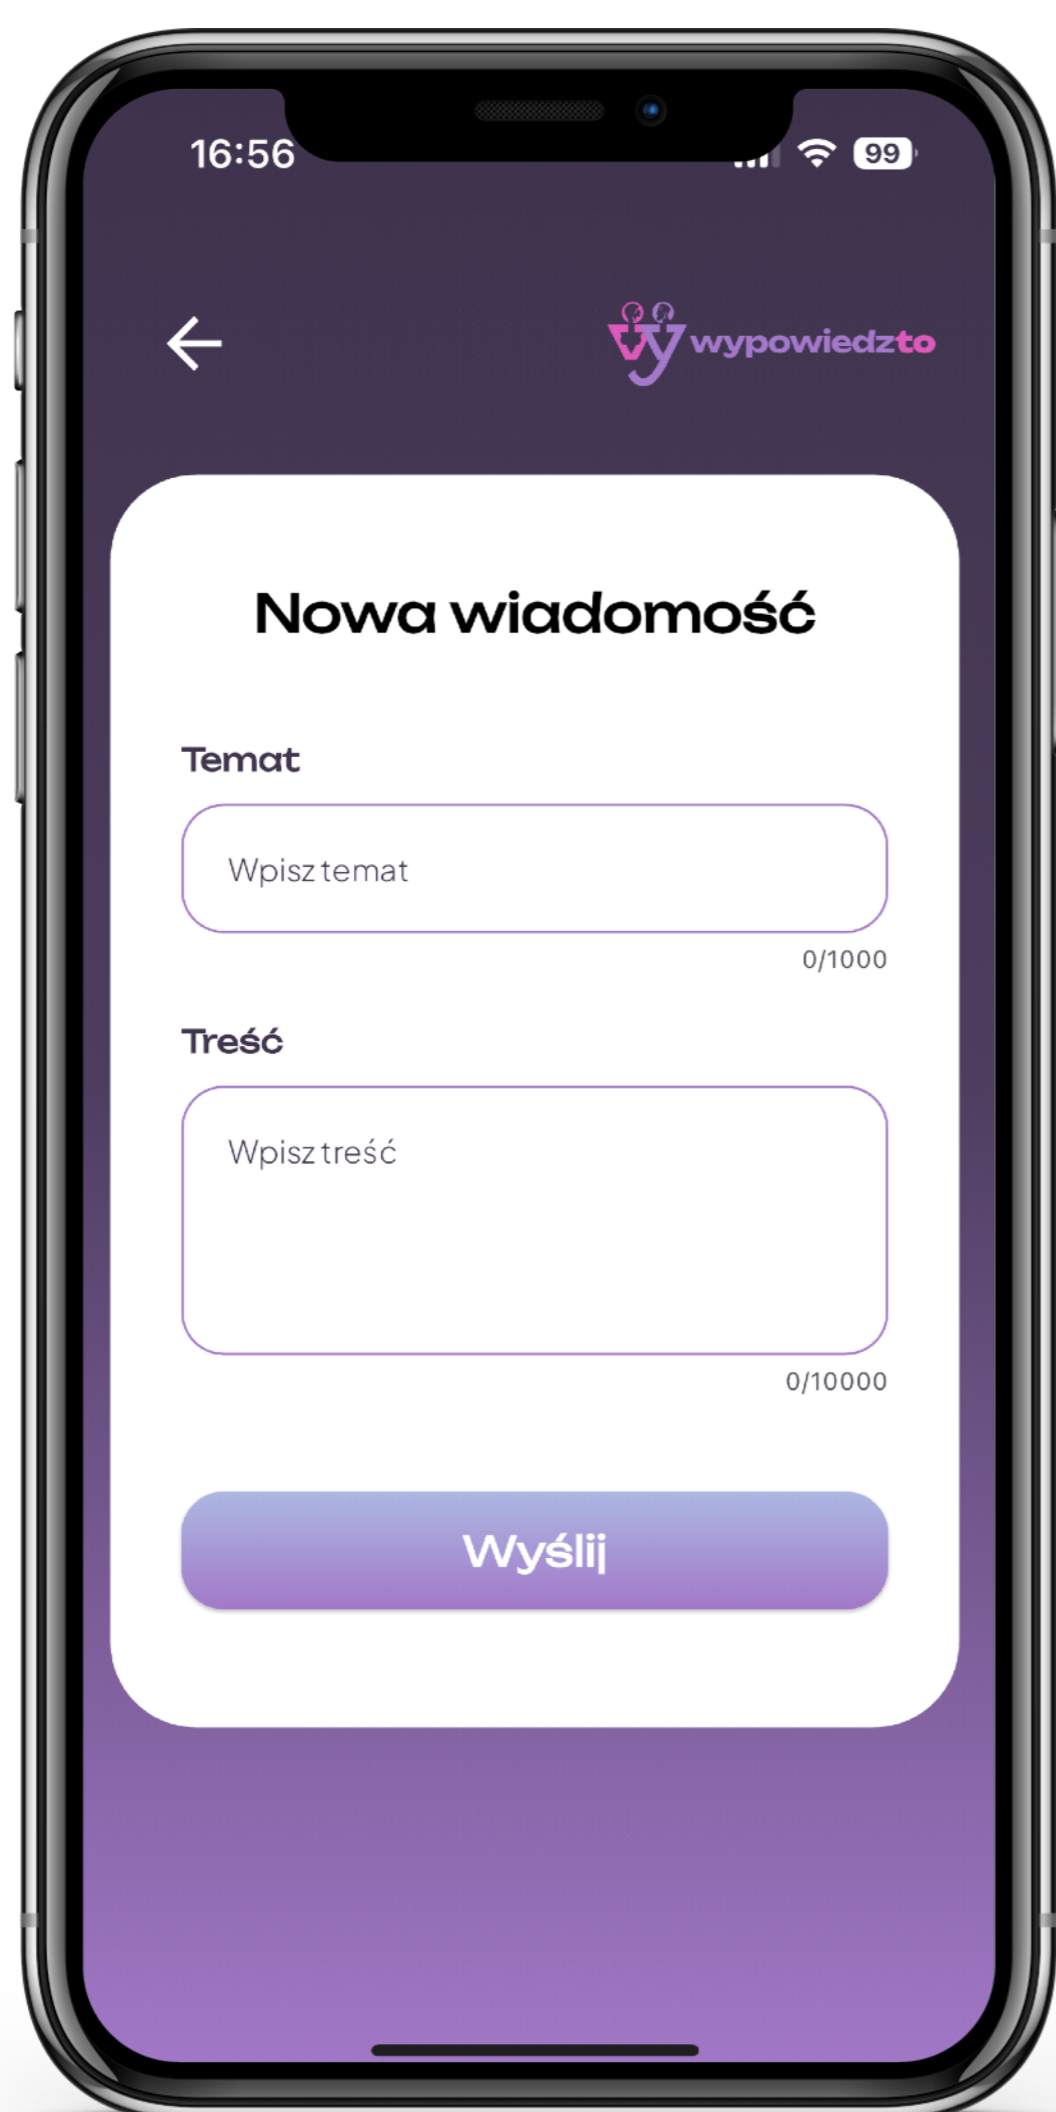 16:56
99
wypowiedzto
Nowa wiadomość
Temat
Wpisz temat
0/1000
Treść
Wpisz treść
0/10000
Wyślij